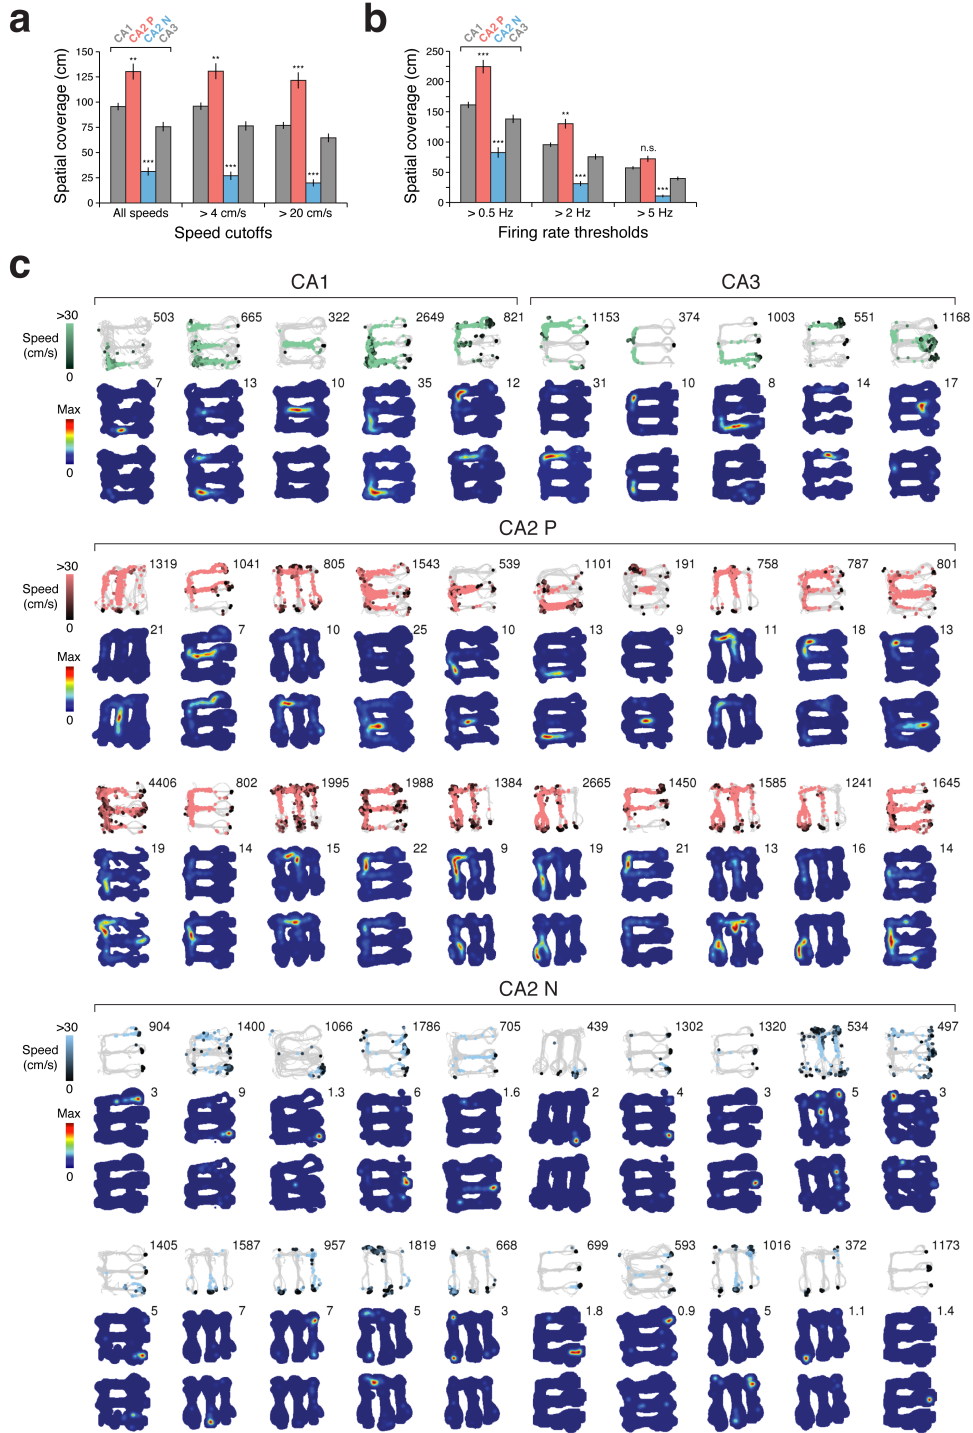 a
CA1 CA2 P CA2 N CA3
Spatial coverage (cm)
150
125
100
75
50
25
0
** *** ** *** *** ***
All speeds > 4 cm/s > 20 cm/s
Speed cutoffs
b
CA1 CA2 P CA2 N CA3
Spatial coverage (cm)
250
200
150
100
50
0
*** *** ** *** n.s. ***
> 0.5 Hz > 2 Hz > 5 Hz
Firing rate thresholds
c
CA1 CA3
>30
Speed
(cm/s)
0
503 665 322 2649 821 1153 374 1003 551 1168
Max
0
7 13 10 35 12 31 10 8 14 17
CA2 P
>30
Speed
(cm/s)
0
1319 1041 805 1543 539 1101 191 758 787 801
Max
0
21 7 10 25 10 13 9 11 18 13
4406 802 1995 1988 1384 2665 1450 1585 1241 1645
19 14 15 22 9 19 21 13 16 14
CA2 N
>30
Speed
(cm/s)
0
904 1400 1066 1786 705 439 1302 1320 534 497
Max
0
3 9 1.3 6 1.6 2 4 3 5 3
1405 1587 957 1819 668 699 593 1016 372 1173
5 7 7 5 3 1.8 0.9 5 1.1 1.4